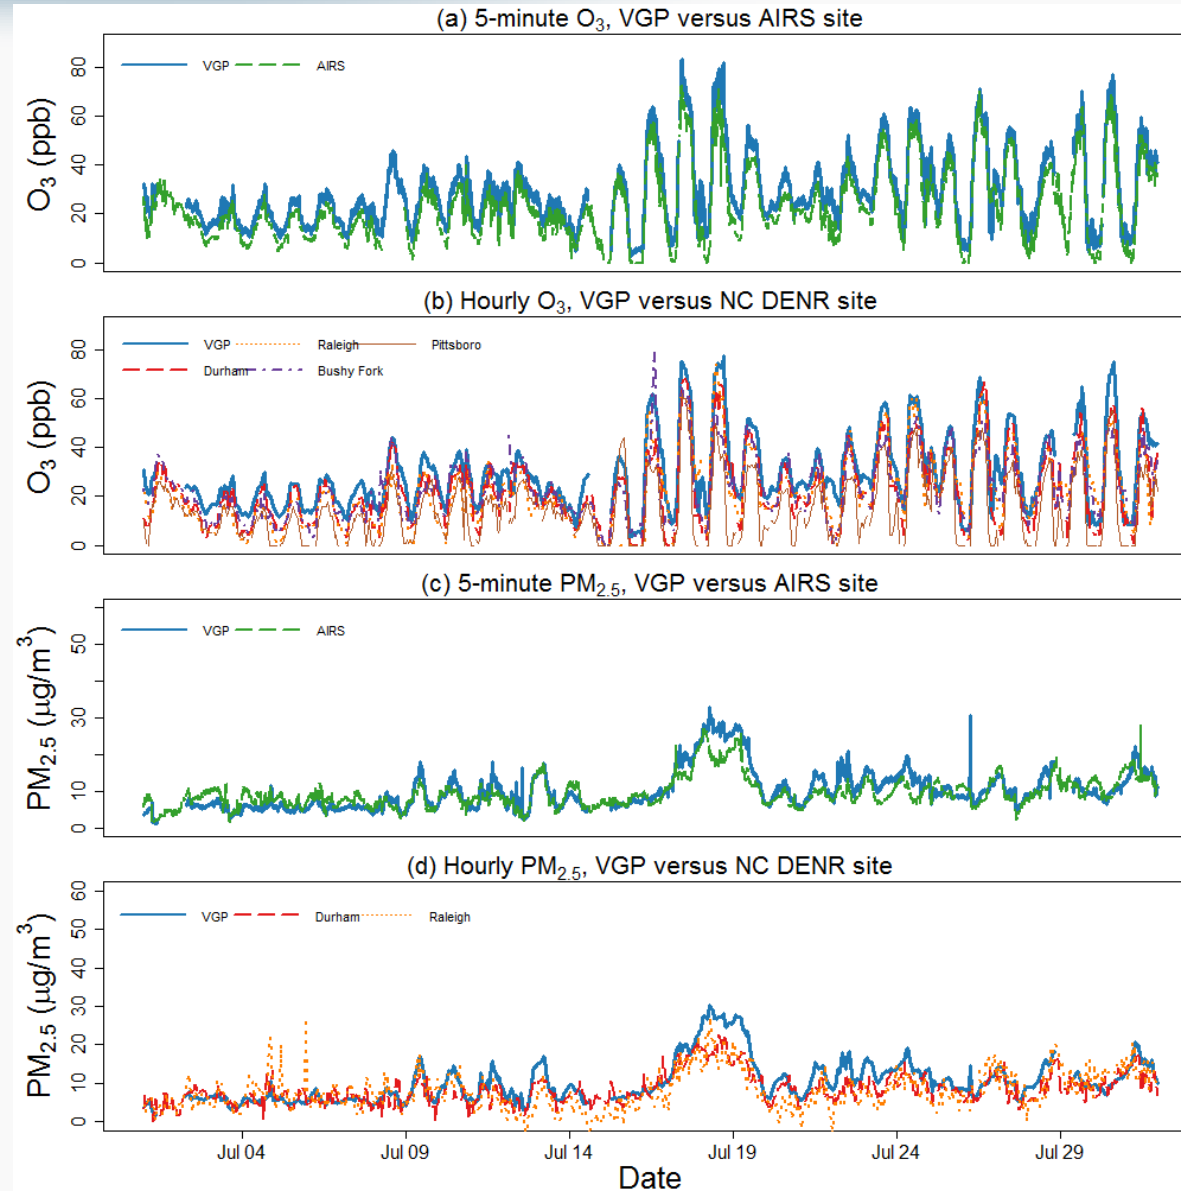 (a) 5-minute O3, VGP versus AIRS site
VGP AIRS
O3 (ppb)
80
60
40
20
0
(b) Hourly O3, VGP versus NC DENR site
VGP Raleigh Pittsboro
Durham Bushy Fork
O3 (ppb)
80
60
40
20
0
(c) 5-minute PM2.5, VGP versus AIRS site
VGP AIRS
PM2.5 (µg/m3)
50
30
10
0
(d) Hourly PM2.5, VGP versus NC DENR site
VGP Durham Raleigh
PM2.5 (µg/m3)
60
50
40
30
20
10
0
Jul 04 Jul 09 Jul 14 Jul 19 Jul 24 Jul 29
Date